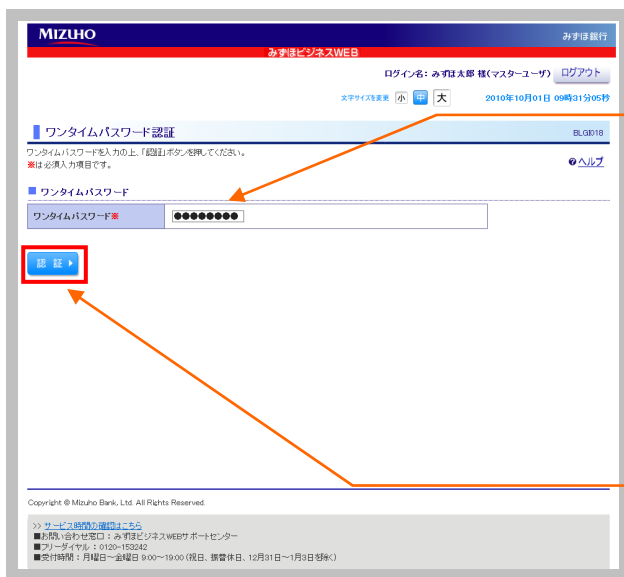 MIZUHO
みずほ銀行
みずほビジネスWEB
ログイン名：みずほ太郎 様(マスターユーザ) ログアウト
文字サイズを変更 小 中 大 2010年10月01日 09時31分05秒
ワンタイムパスワード認証 BLGI018
ワンタイムパスワードを入力の上、「認証」ボタンを押してください。
※は必須入力項目です。
?ヘルプ
■ ワンタイムパスワード
ワンタイムパスワード※ ●●●●●●●●
認 証
Copyright © Mizuho Bank, Ltd. All Rights Reserved.
>> サービス時間の確認はこちら
■お問い合わせ窓口：みずほビジネスWEBサポートセンター
■フリーダイヤル：0120-153242
■受付時間：月曜日～金曜日 9:00～19:00 (祝日、振替休日、12月31日～1月3日を除く)